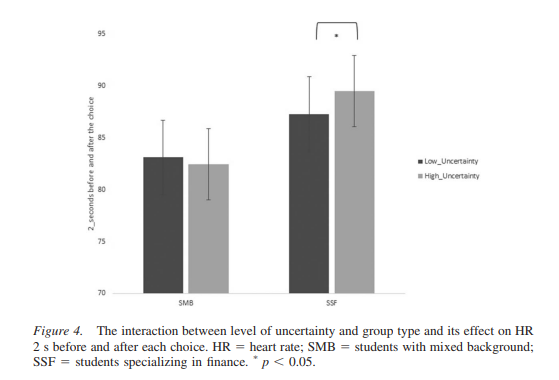 95
90
85
80
75
70
2_seconds before and after the choice
*
SMB
SSF
Low_Uncertainty
High_Uncertainty
Figure 4. The interaction between level of uncertainty and group type and its effect on HR
2 s before and after each choice. HR = heart rate; SMB = students with mixed background;
SSF = students specializing in finance. * p < 0.05.